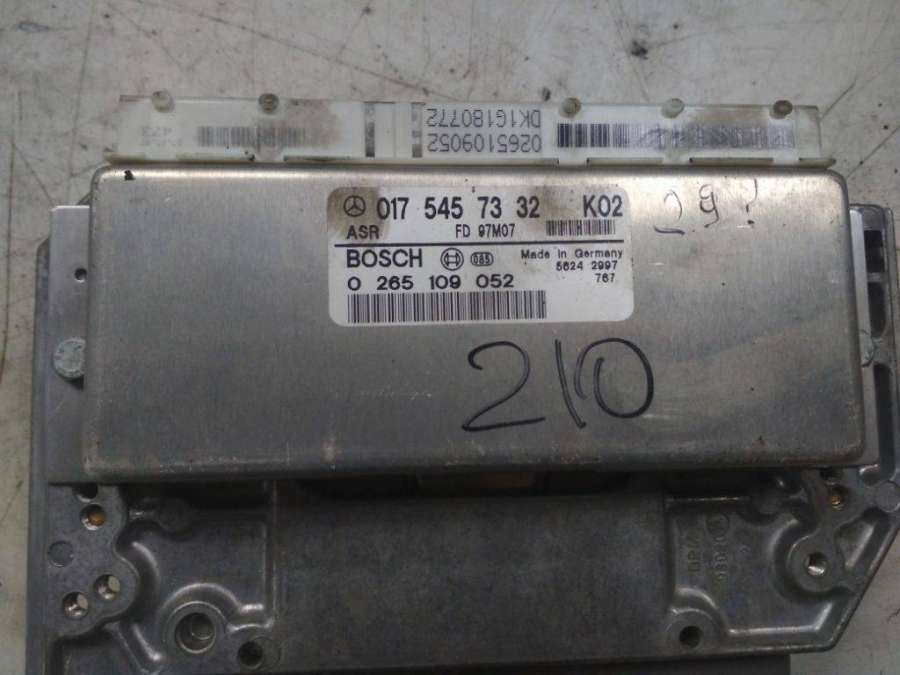 0265109052
DK1G180772
017 545 73 32 K02
ASR FD 97M07
BOSCH 085 Made in Germany
5624 2997
0 265 109 052 767
29?
210